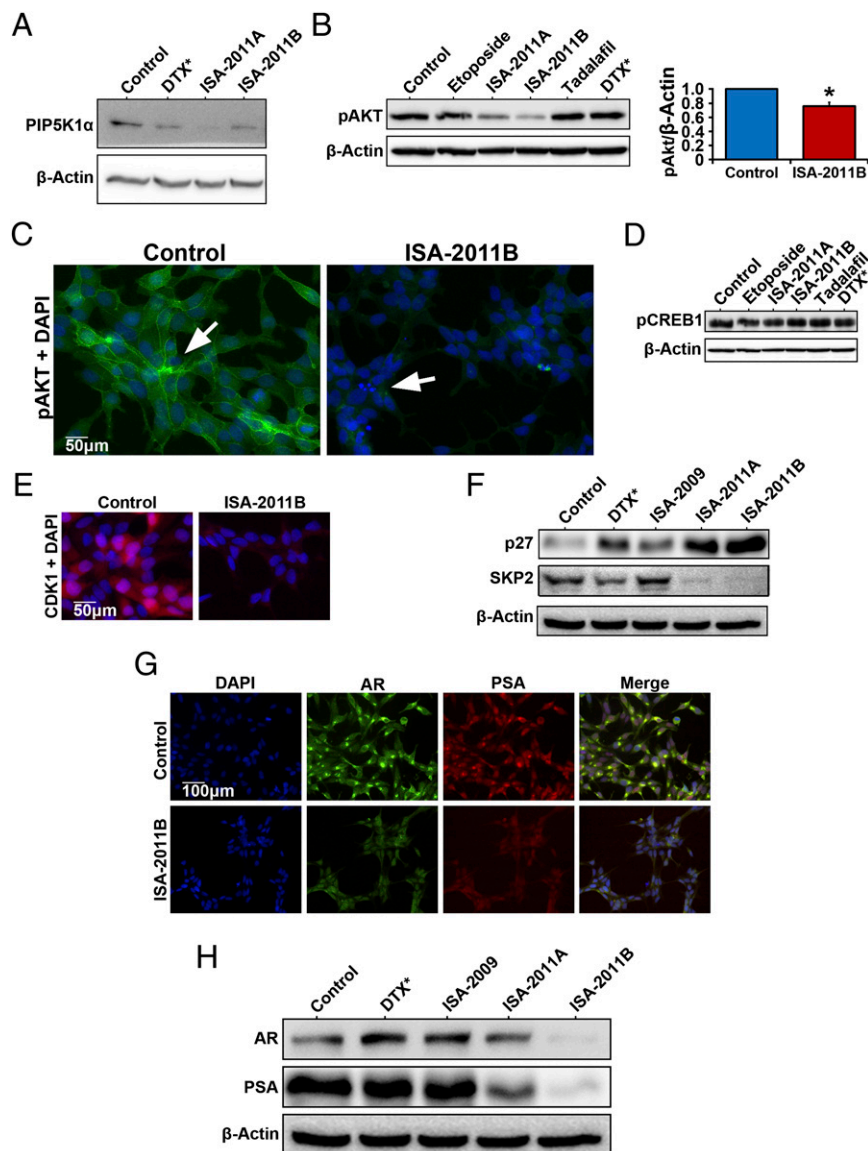 A
Control
DTX*
ISA-2011A
ISA-2011B
PIP5K1α
β-Actin
B
Control
Etoposide
ISA-2011A
ISA-2011B
Tadalafil
DTX*
pAKT
β-Actin
pAkt/β-Actin
1.0
0.8
0.6
0.4
0.2
0
*
Control
ISA-2011B
C
Control
ISA-2011B
pAKT + DAPI
50μm
D
Control
Etoposide
ISA-2011A
ISA-2011B
Tadalafil
DTX*
pCREB1
β-Actin
E
Control
ISA-2011B
CDK1 + DAPI
50μm
F
Control
DTX*
ISA-2009
ISA-2011A
ISA-2011B
p27
SKP2
β-Actin
G
DAPI
AR
PSA
Merge
Control
100μm
ISA-2011B
H
Control
DTX*
ISA-2009
ISA-2011A
ISA-2011B
AR
PSA
β-Actin